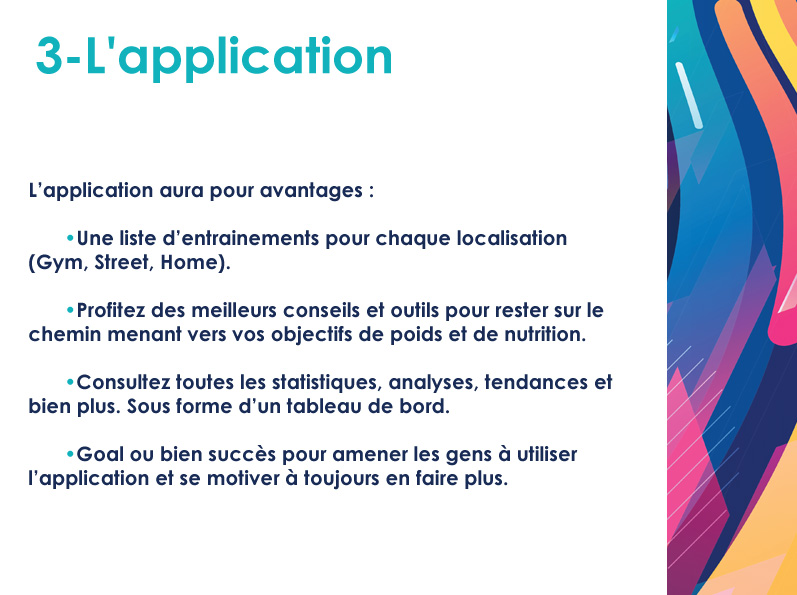 3-L'application
L’application aura pour avantages :
•Une liste d’entrainements pour chaque localisation
(Gym, Street, Home).
•Profitez des meilleurs conseils et outils pour rester sur le
chemin menant vers vos objectifs de poids et de nutrition.
•Consultez toutes les statistiques, analyses, tendances et
bien plus. Sous forme d’un tableau de bord.
•Goal ou bien succès pour amener les gens à utiliser
l’application et se motiver à toujours en faire plus.